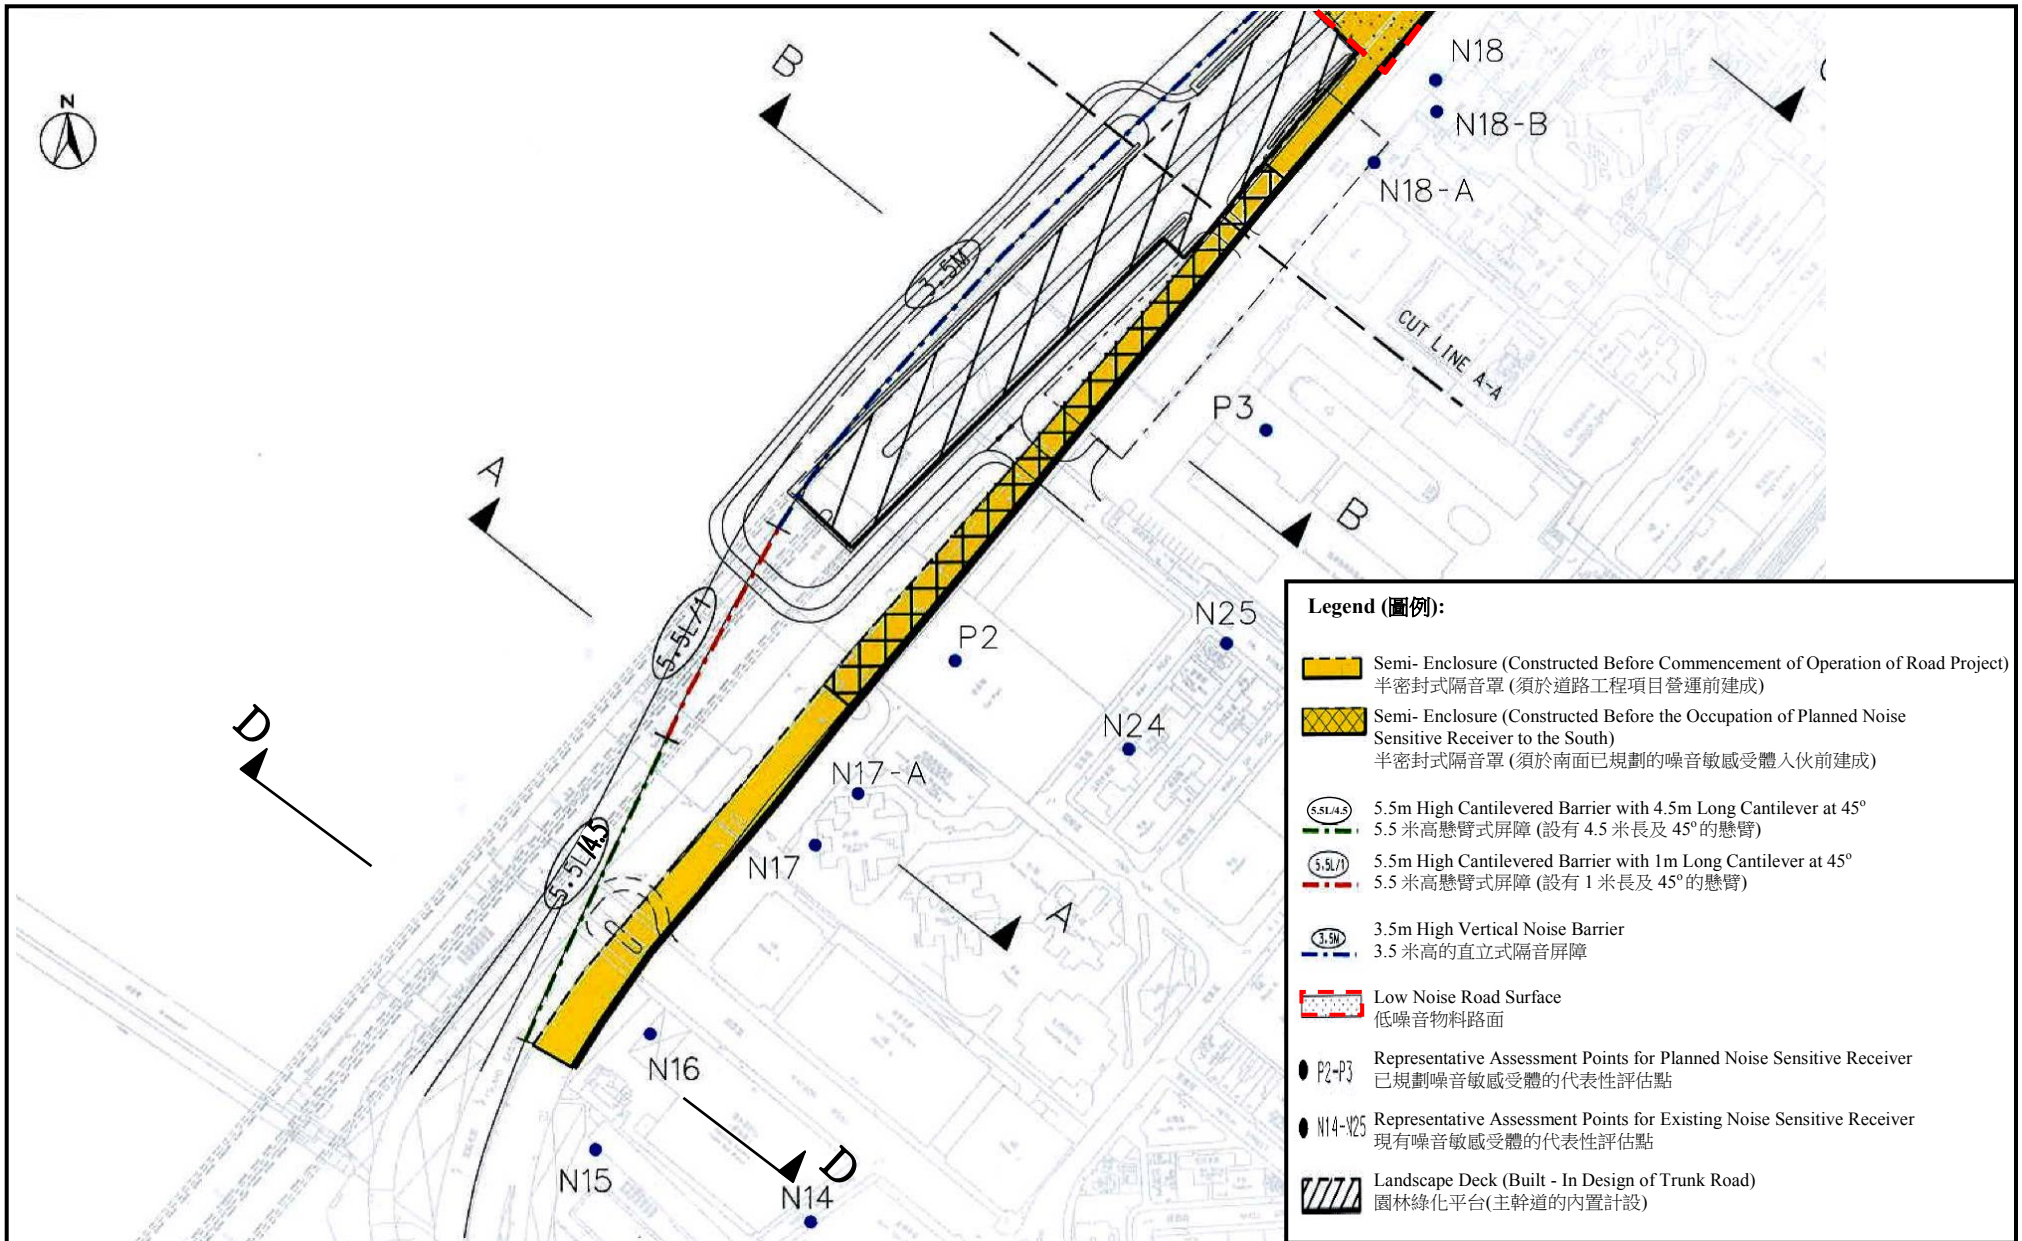 N
B
N18
N18-B
N18-A
3.5M
CUT LINE A-A
P3
A
B
5.5L/1
P2
N25
D
N24
N17-A
5.5L/4.5
N17
A
N16
N15
D
N14
Legend (圖例):
Semi- Enclosure (Constructed Before Commencement of Operation of Road Project)
半密封式隔音罩 (須於道路工程項目營運前建成)
Semi- Enclosure (Constructed Before the Occupation of Planned Noise
Sensitive Receiver to the South)
半密封式隔音罩 (須於南面已規劃的噪音敏感受體入伙前建成)
5.5L/4.5 5.5m High Cantilevered Barrier with 4.5m Long Cantilever at 45°
5.5 米高懸臂式屏障 (設有 4.5 米長及 45° 的懸臂)
5.5L/1 5.5m High Cantilevered Barrier with 1m Long Cantilever at 45°
5.5 米高懸臂式屏障 (設有 1 米長及 45° 的懸臂)
3.5M 3.5m High Vertical Noise Barrier
3.5 米高的直立式隔音屏障
Low Noise Road Surface
低噪音物料路面
P2-P3 Representative Assessment Points for Planned Noise Sensitive Receiver
已規劃噪音敏感受體的代表性評估點
N14-N25 Representative Assessment Points for Existing Noise Sensitive Receiver
現有噪音敏感受體的代表性評估點
Landscape Deck (Built - In Design of Trunk Road)
園林綠化平台(主幹道的內置計設)